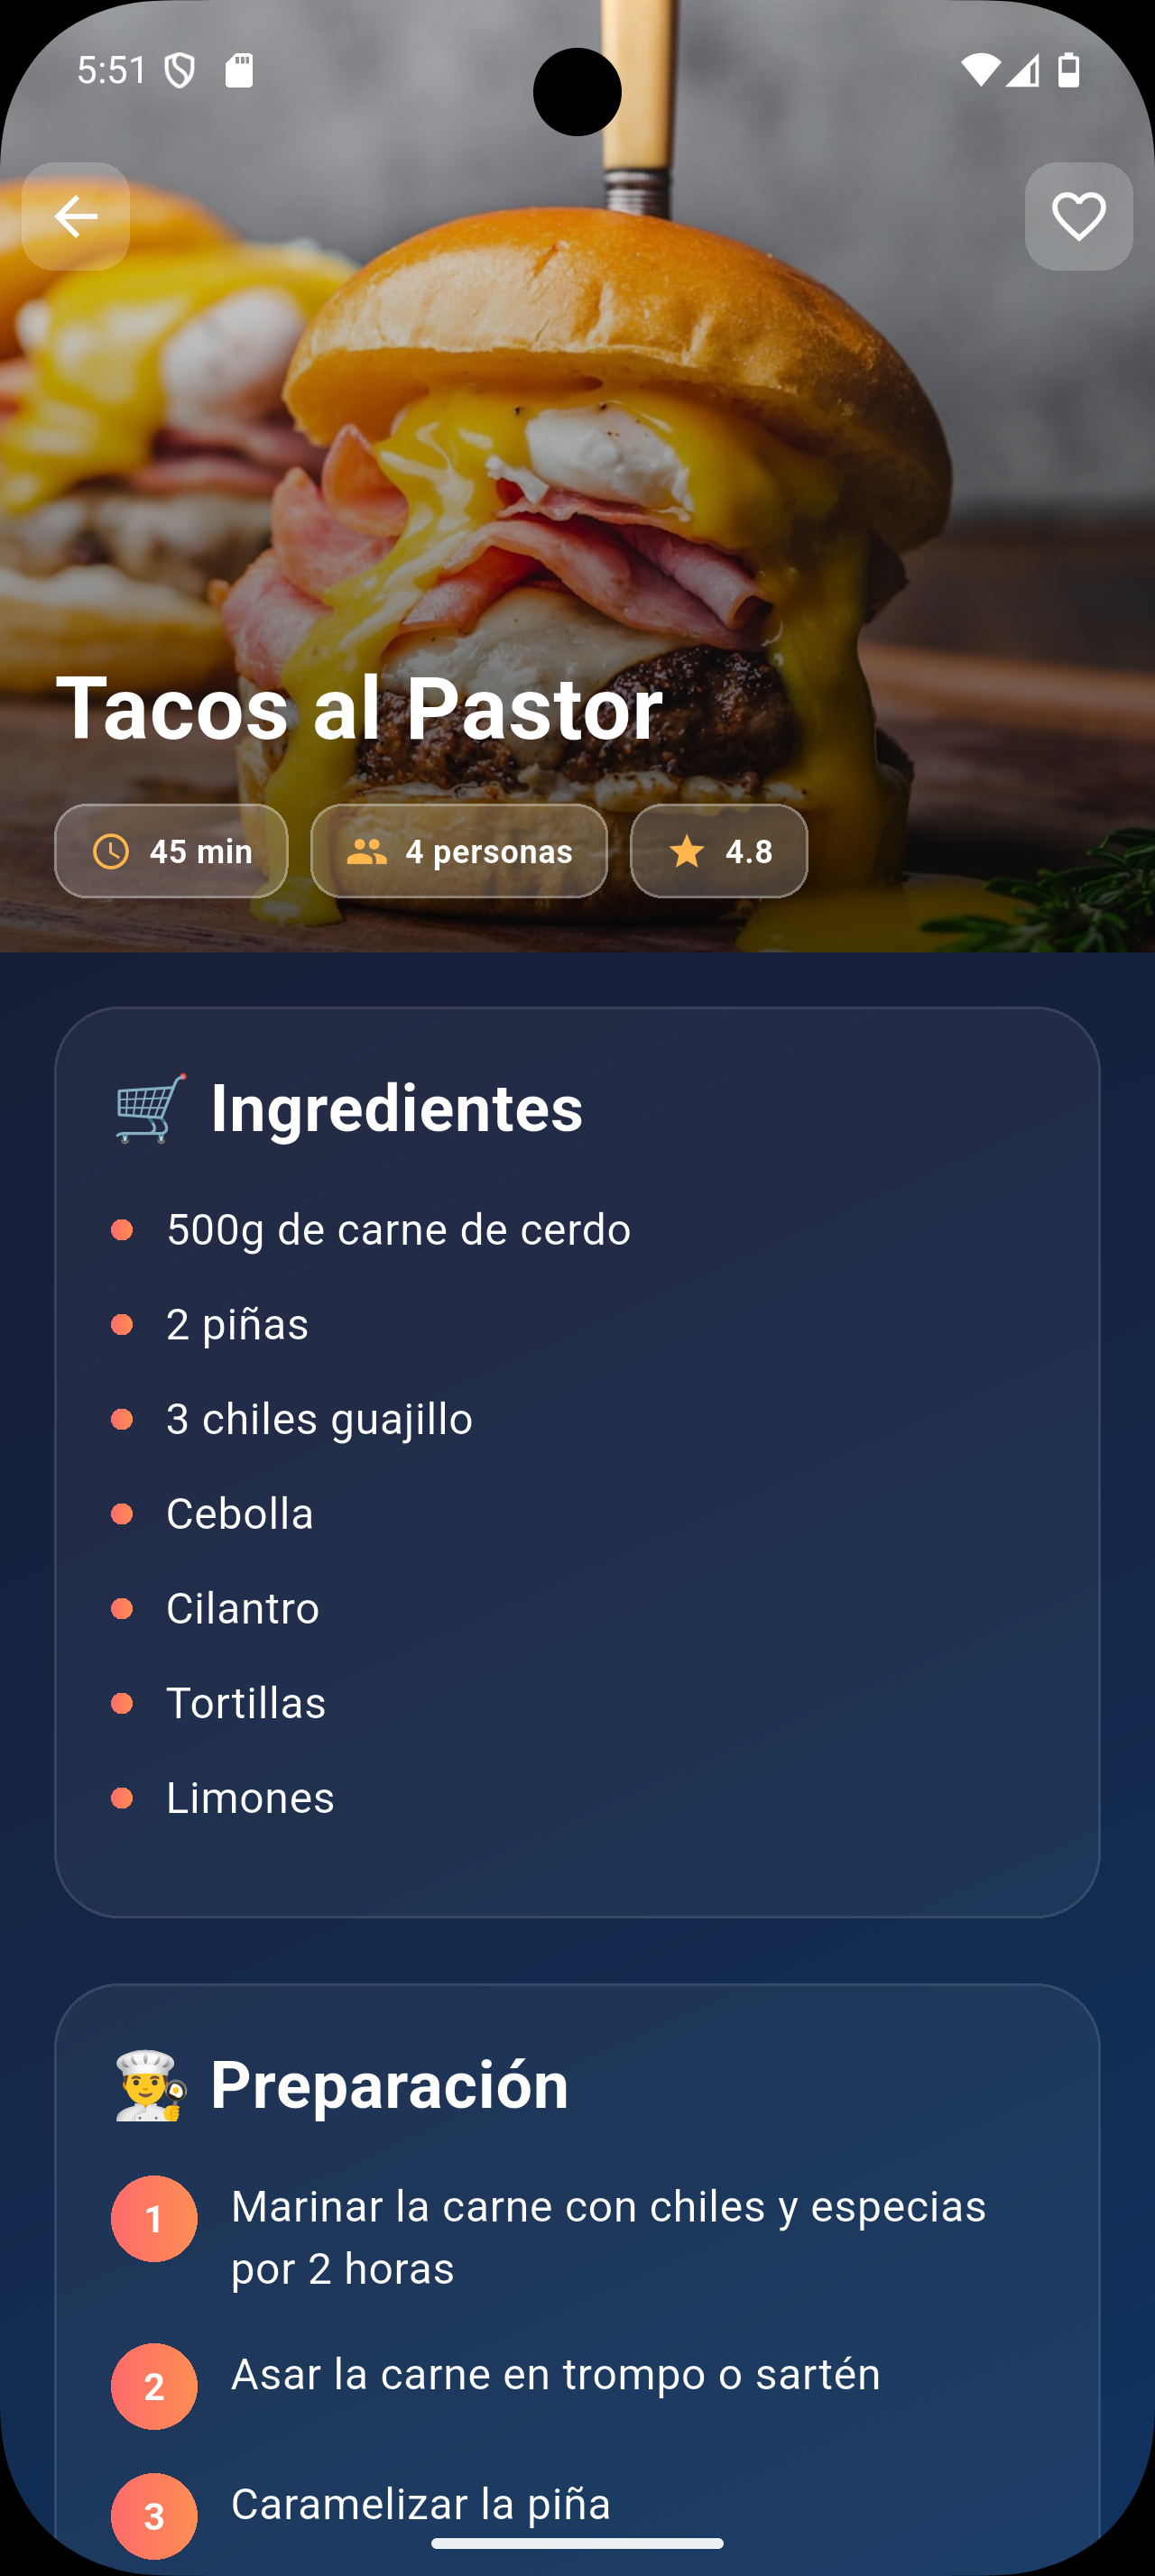 5:51
Tacos al Pastor
45 min
4 personas
4.8
Ingredientes
500g de carne de cerdo
2 piñas
3 chiles guajillo
Cebolla
Cilantro
Tortillas
Limones
Preparación
1 Marinar la carne con chiles y especias
por 2 horas
2 Asar la carne en trompo o sartén
3 Caramelizar la piña